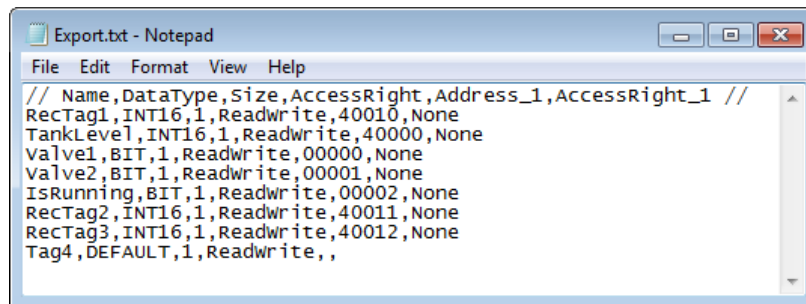 Export.txt - Notepad
File Edit Format View Help
// Name,DataType,Size,AccessRight,Address_1,AccessRight_1 //
RecTag1,INT16,1,ReadWrite,40010,None
TankLevel,INT16,1,ReadWrite,40000,None
Valve1,BIT,1,ReadWrite,00000,None
Valve2,BIT,1,ReadWrite,00001,None
IsRunning,BIT,1,ReadWrite,00002,None
RecTag2,INT16,1,ReadWrite,40011,None
RecTag3,INT16,1,ReadWrite,40012,None
Tag4,DEFAULT,1,ReadWrite,,